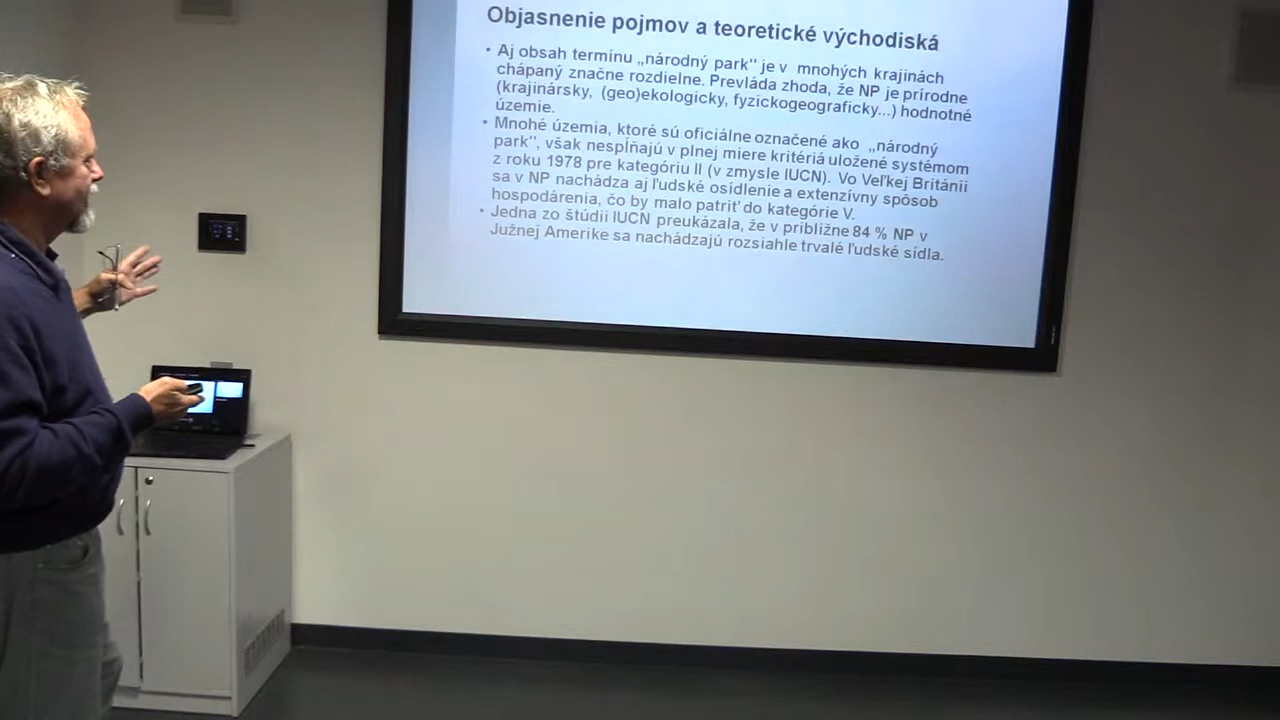 Objasnenie pojmov a teoretické východiská
• Aj obsah termínu „národný park" je v mnohých krajinách
chápaný značne rozdielne. Prevláda zhoda, že NP je prírodne
(krajinársky, (geo)ekologicky, fyzickogeograficky...) hodnotné
územie.
• Mnohé územia, ktoré sú oficiálne označené ako „národný
park", však nespĺňajú v plnej miere kritériá uložené systémom
z roku 1978 pre kategóriu II (v zmysle IUCN). Vo Veľkej Británii
sa v NP nachádza aj ľudské osídlenie a extenzívny spôsob
hospodárenia, čo by malo patriť do kategórie V.
• Jedna zo štúdií IUCN preukázala, že v približne 84 % NP v
Južnej Amerike sa nachádzajú rozsiahle trvalé ľudské sídla.